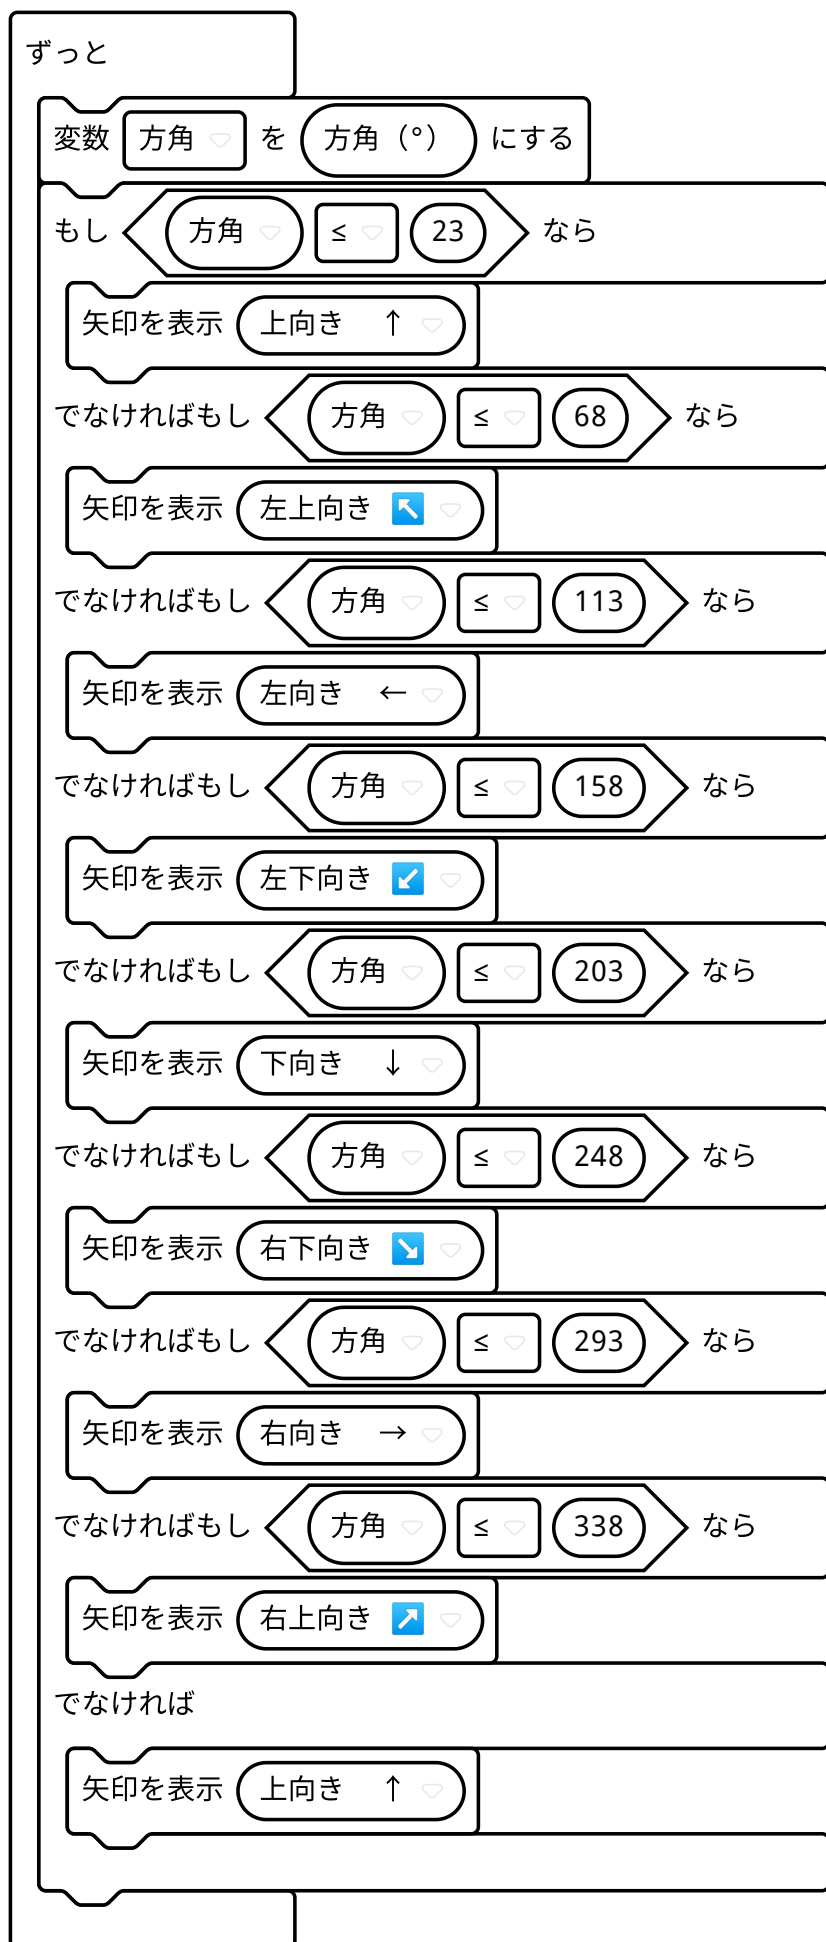 ずっと
変数 方角 を 方角（°） にする
もし 方角 ≤ 23 なら
矢印を表示 上向き ↑
でなければもし 方角 ≤ 68 なら
矢印を表示 左上向き ↖
でなければもし 方角 ≤ 113 なら
矢印を表示 左向き ←
でなければもし 方角 ≤ 158 なら
矢印を表示 左下向き ↙
でなければもし 方角 ≤ 203 なら
矢印を表示 下向き ↓
でなければもし 方角 ≤ 248 なら
矢印を表示 右下向き ↘
でなければもし 方角 ≤ 293 なら
矢印を表示 右向き →
でなければもし 方角 ≤ 338 なら
矢印を表示 右上向き ↗
でなければ
矢印を表示 上向き ↑